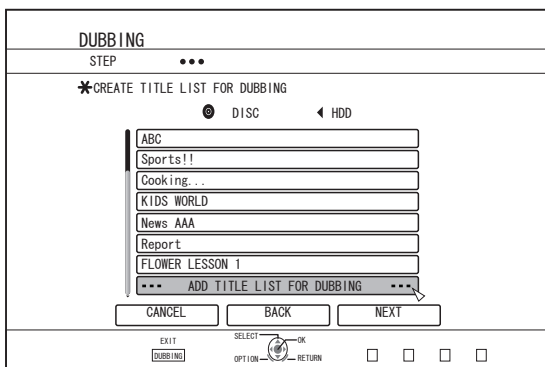 DUBBING
STEP
CREATE TITLE LIST FOR DUBBING
DISC HDD
ABC
Sports!!
Cooking...
KIDS WORLD
News AAA
Report
FLOWER LESSON 1
--- ADD TITLE LIST FOR DUBBING ---
CANCEL BACK NEXT
EXIT SELECT OK
DUBBING OPTION RETURN